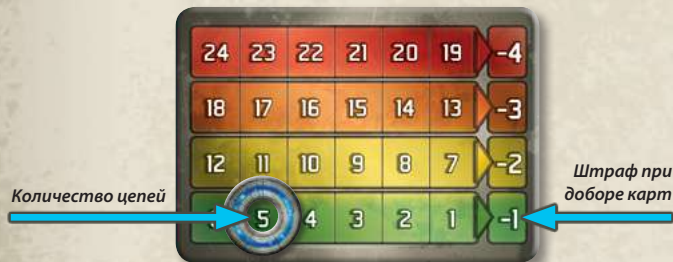 24 23 22 21 20 19 -4
18 17 16 15 14 13 -3
12 11 10 9 8 7 -2
Количество цепей
5 4 3 2 1 -1
Штраф при
доборе карт